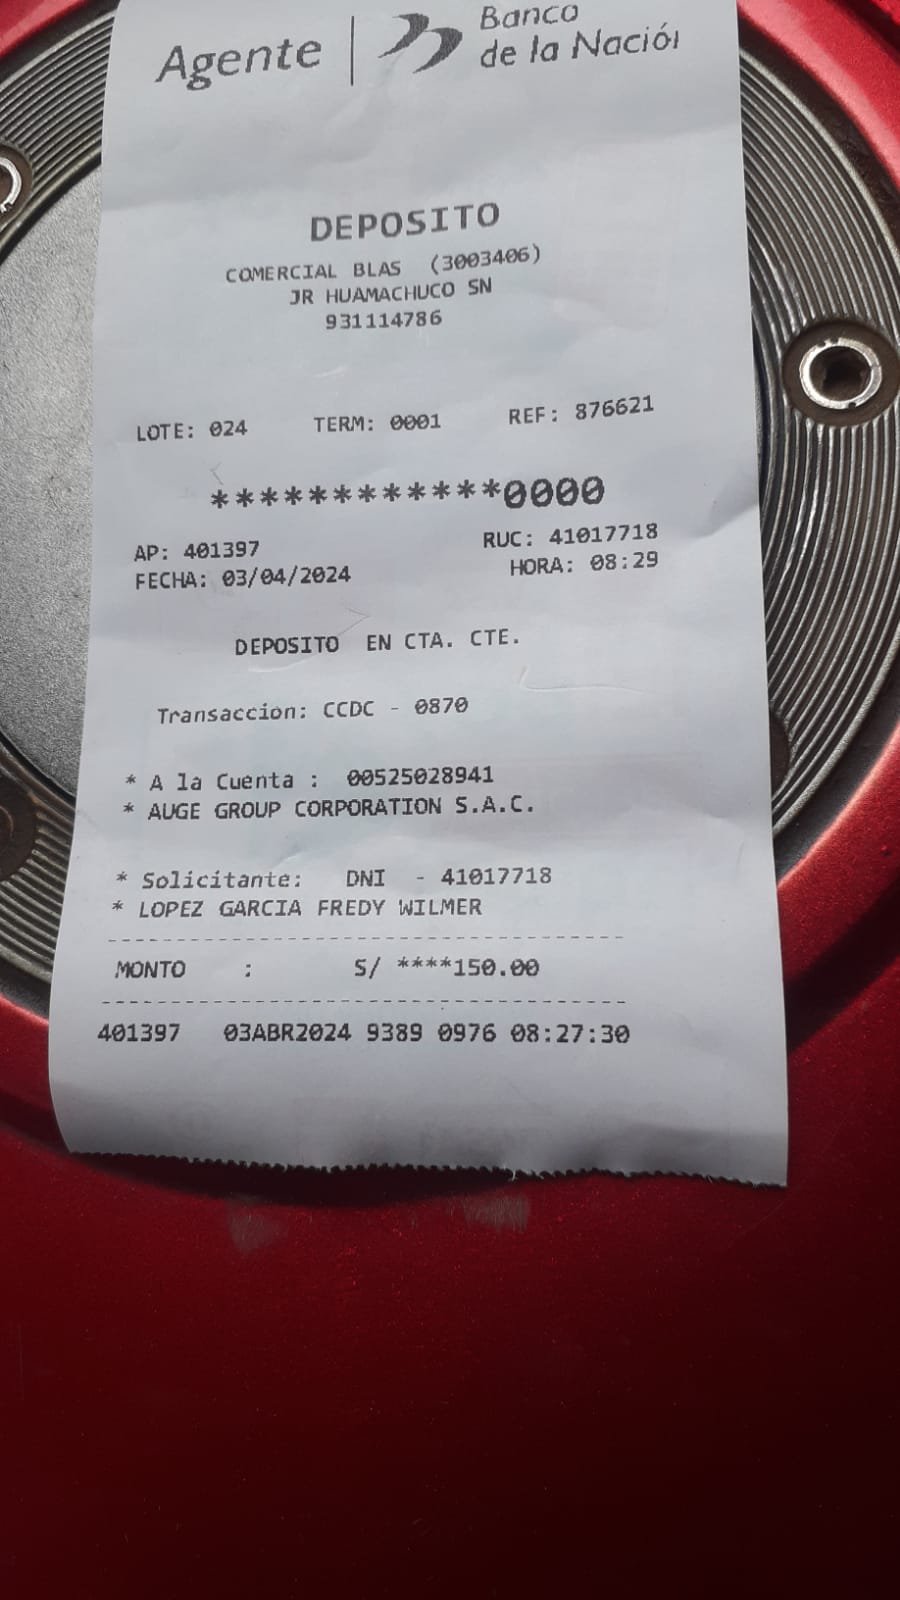 Agente | Banco
de la Nación
DEPOSITO
COMERCIAL BLAS (3003406)
JR HUAMACHUCO SN
931114786
LOTE: 024 TERM: 0001 REF: 876621
************0000
AP: 401397 RUC: 41017718
FECHA: 03/04/2024 HORA: 08:29
DEPOSITO EN CTA. CTE.
Transaccion: CCDC - 0870
* A la Cuenta : 00525028941
* AUGE GROUP CORPORATION S.A.C.
* Solicitante: DNI - 41017718
* LOPEZ GARCIA FREDY WILMER
---------------------------------------
MONTO : S/ ****150.00
---------------------------------------
401397 03ABR2024 9389 0976 08:27:30